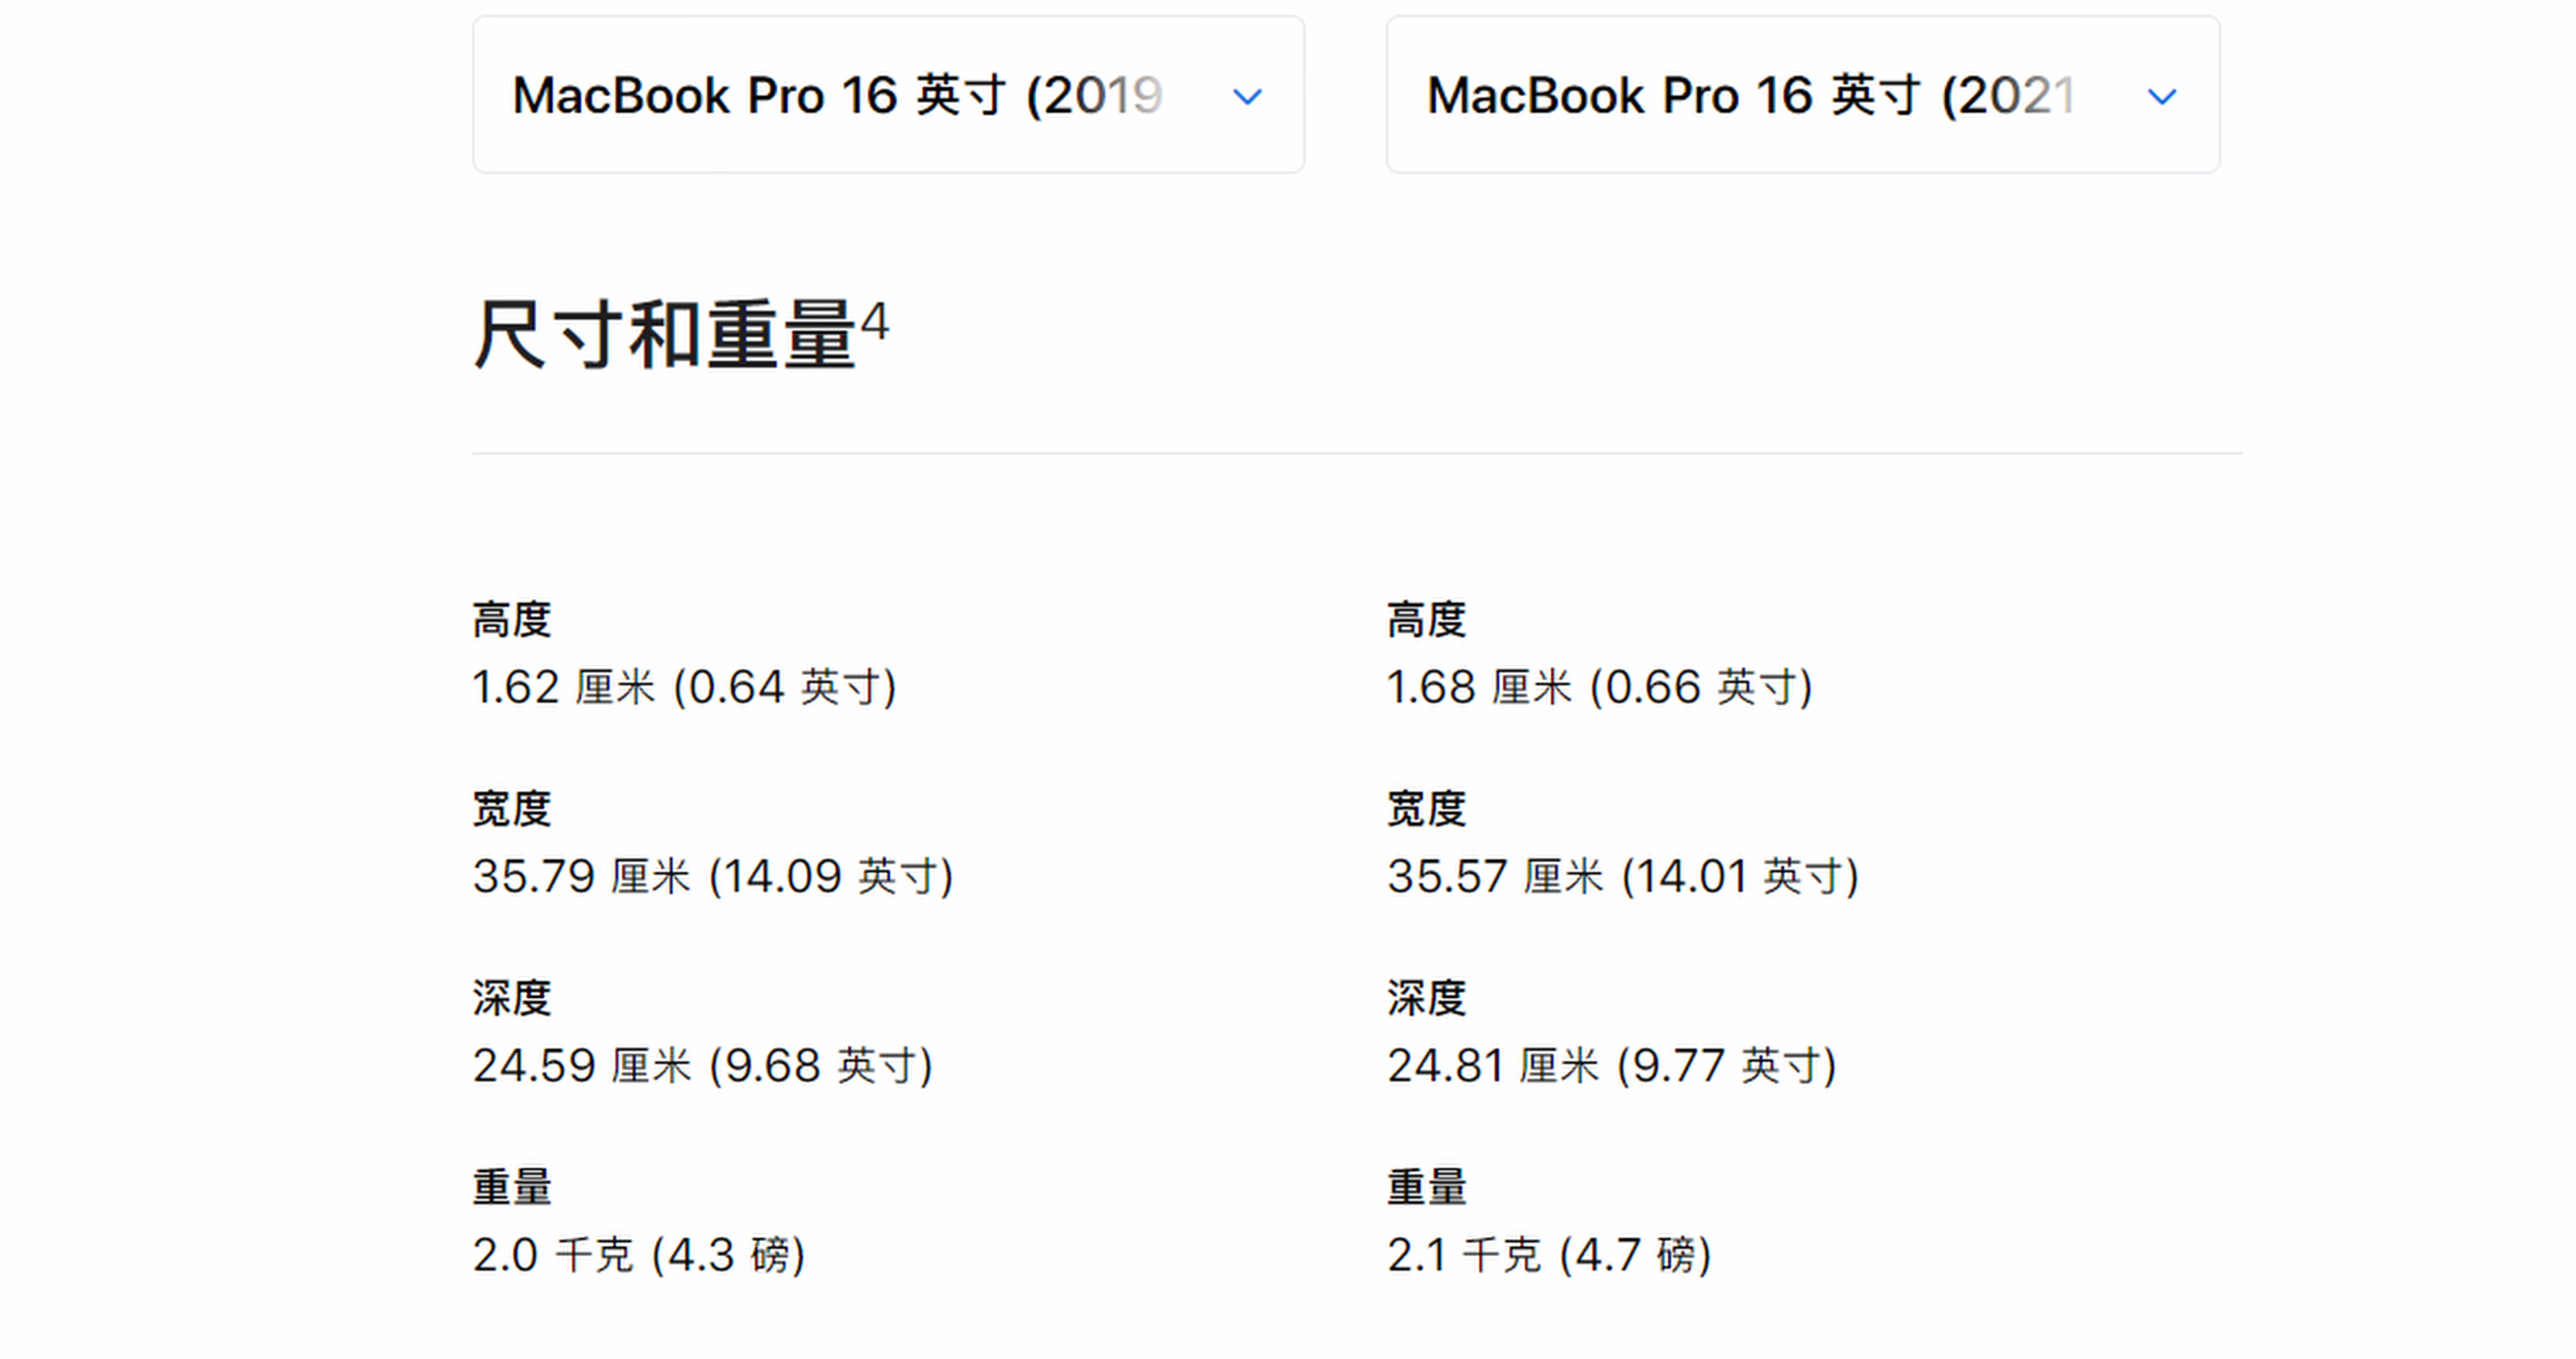 MacBook Pro 16 英寸 (2019
MacBook Pro 16 英寸 (2021
尺寸和重量4
高度
1.62 厘米 (0.64 英寸)
宽度
35.79 厘米 (14.09 英寸)
深度
24.59 厘米 (9.68 英寸)
重量
2.0 千克 (4.3 磅)
高度
1.68 厘米 (0.66 英寸)
宽度
35.57 厘米 (14.01 英寸)
深度
24.81 厘米 (9.77 英寸)
重量
2.1 千克 (4.7 磅)